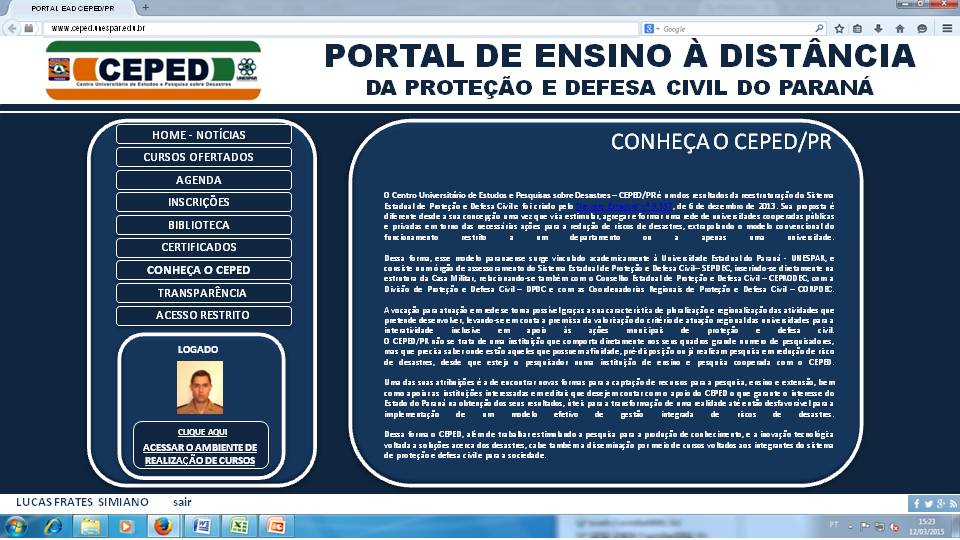 PORTAL EAD CEPED/PR
www.ceped.unespar.edu.br
Google
CEPED
Centro Universitário de Estudos e Pesquisa sobre Desastres
UNESPAR
PORTAL DE ENSINO À DISTÂNCIA
DA PROTEÇÃO E DEFESA CIVIL DO PARANÁ
HOME - NOTÍCIAS
CURSOS OFERTADOS
AGENDA
INSCRIÇÕES
BIBLIOTECA
CERTIFICADOS
CONHEÇA O CEPED
TRANSPARÊNCIA
ACESSO RESTRITO
LOGADO
CLIQUE AQUI
ACESSAR O AMBIENTE DE
REALIZAÇÃO DE CURSOS
CONHEÇA O CEPED/PR
O Centro Universitário de Estudos e Pesquisas sobre Desastres – CEPED/PR é um dos resultados da reestruturação do Sistema
Estadual de Proteção e Defesa Civil e foi criado pelo Decreto Estadual nº 9.557, de 6 de dezembro de 2013. Sua proposta é
diferente desde a sua concepção uma vez que visa estimular, agregar e formar uma rede de universidades cooperadas públicas
e privadas em torno das necessárias ações para a redução de riscos de desastres, extrapolando o modelo convencional do
funcionamento restrito a um departamento ou a apenas uma universidade.
Dessa forma, esse modelo paranaense surge vinculado academicamente à Universidade Estadual do Paraná - UNESPAR, e
consiste num órgão de assessoramento do Sistema Estadual de Proteção e Defesa Civil– SEPDEC, inserindo-se diretamente na
estrutura da Casa Militar, relacionando-se também com o Conselho Estadual de Proteção e Defesa Civil – CEPRODEC, com a
Divisão de Proteção e Defesa Civil – DPDC e com as Coordenadorias Regionais de Proteção e Defesa Civil – CORPDEC.
A vocação para atuação em rede se torna possível graças a sua característica de pluralização e regionalização das atividades que
pretende desenvolver, levando-se em conta a premissa da valorização do critério de atuação regional das universidades para a
interatividade inclusive em apoio às ações municipais de proteção e defesa civil.
O CEPED/PR não se trata de uma instituição que comporta diretamente nos seus quadros grande número de pesquisadores,
mas que precisa saber onde estão aqueles que possuem afinidade, pré-disposição ou já realizam pesquisa em redução de risco
de desastres, desde que esteja o pesquisador numa instituição de ensino e pesquisa cooperada com o CEPED.
Uma das suas atribuições é a de encontrar novas formas para a captação de recursos para a pesquisa, ensino e extensão, bem
como apoiar as instituições interessadas em editais que desejem contar com o apoio do CEPED o que garante o interesse do
Estado do Paraná na obtenção dos seus resultados, úteis para a transformação de uma realidade até então desfavorável para a
implementação de um modelo efetivo de gestão integrada de riscos de desastres.
Dessa forma o CEPED, além de trabalhar estimulando a pesquisa para a produção de conhecimento, e a inovação tecnológica
voltada a soluções acerca dos desastres, cabe também a disseminação por meio de cursos voltados aos integrantes do sistema
de proteção e defesa civil e para a sociedade.
LUCAS FRATES SIMIANO sair
PT
15:23
12/03/2015